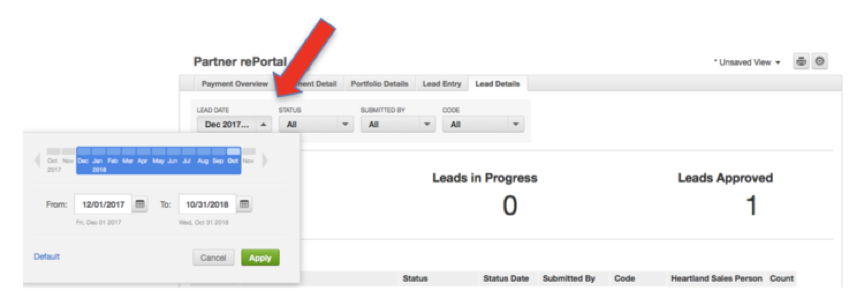 Partner rePortal
* Unsaved View
Payment Overview ment Detail Portfolio Details Lead Entry Lead Details
LEAD DATE STATUS SUBMITTED BY CODE
Dec 2017... All All All
Oct Nov Dec Jan Feb Mar Apr May Jun Jul Aug Sep Oct Nov
2017 2018
Leads in Progress Leads Approved
0 1
From: 12/01/2017 To: 10/31/2018
Fri, Dec 01 2017 Wed, Oct 31 2018
Default Cancel Apply
Status Status Date Submitted By Code Heartland Sales Person Count